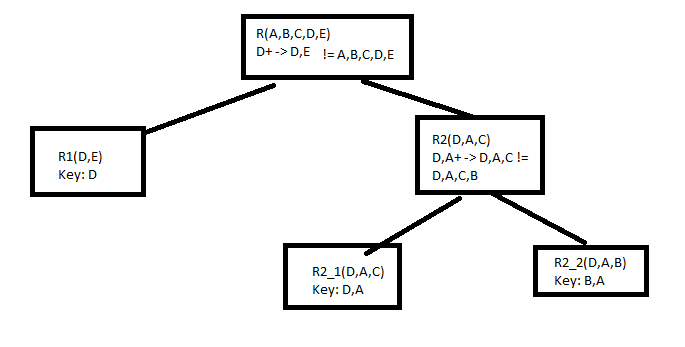 R(A,B,C,D,E)
D+ -> D,E != A,B,C,D,E
R1(D,E)
Key: D
R2(D,A,C)
D,A+ -> D,A,C !=
D,A,C,B
R2_1(D,A,C)
Key: D,A
R2_2(D,A,B)
Key: B,A